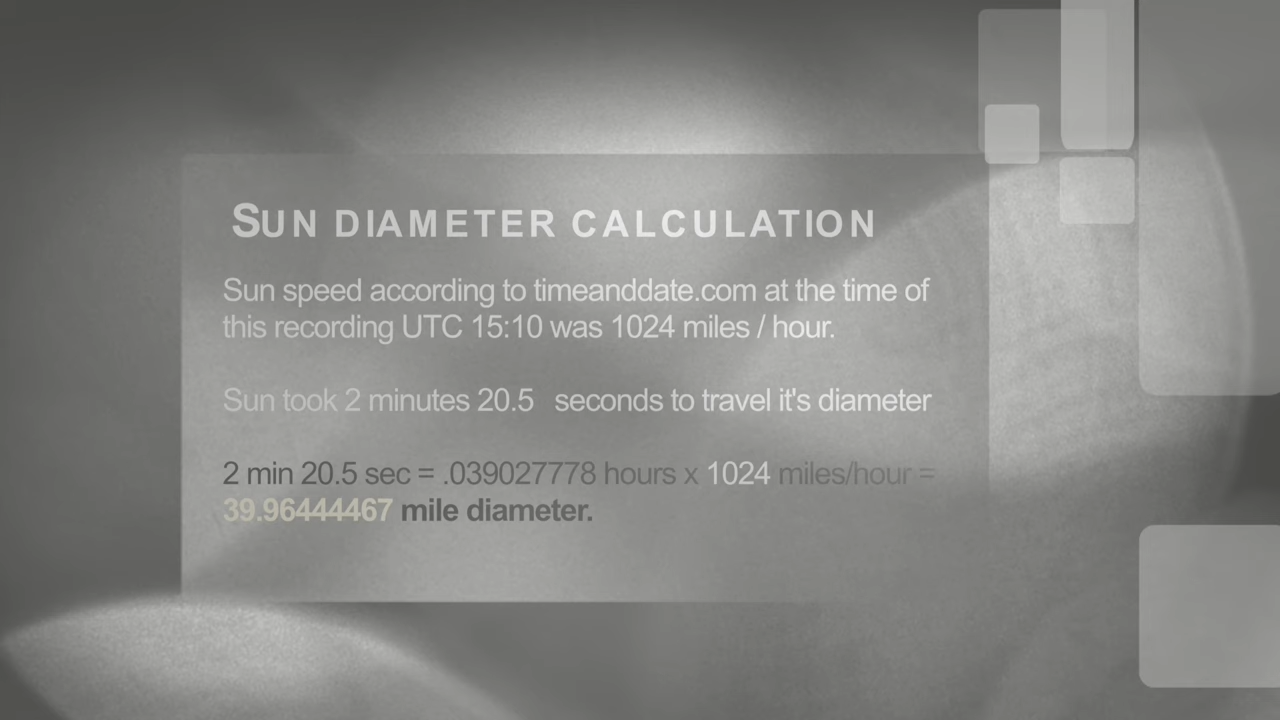 SUN DIAMETER CALCULATION
Sun speed according to timeanddate.com at the time of
this recording UTC 15:10 was 1024 miles / hour.
Sun took 2 minutes 20.5 seconds to travel it's diameter
2 min 20.5 sec = .039027778 hours x 1024 miles/hour =
39.96444467 mile diameter.